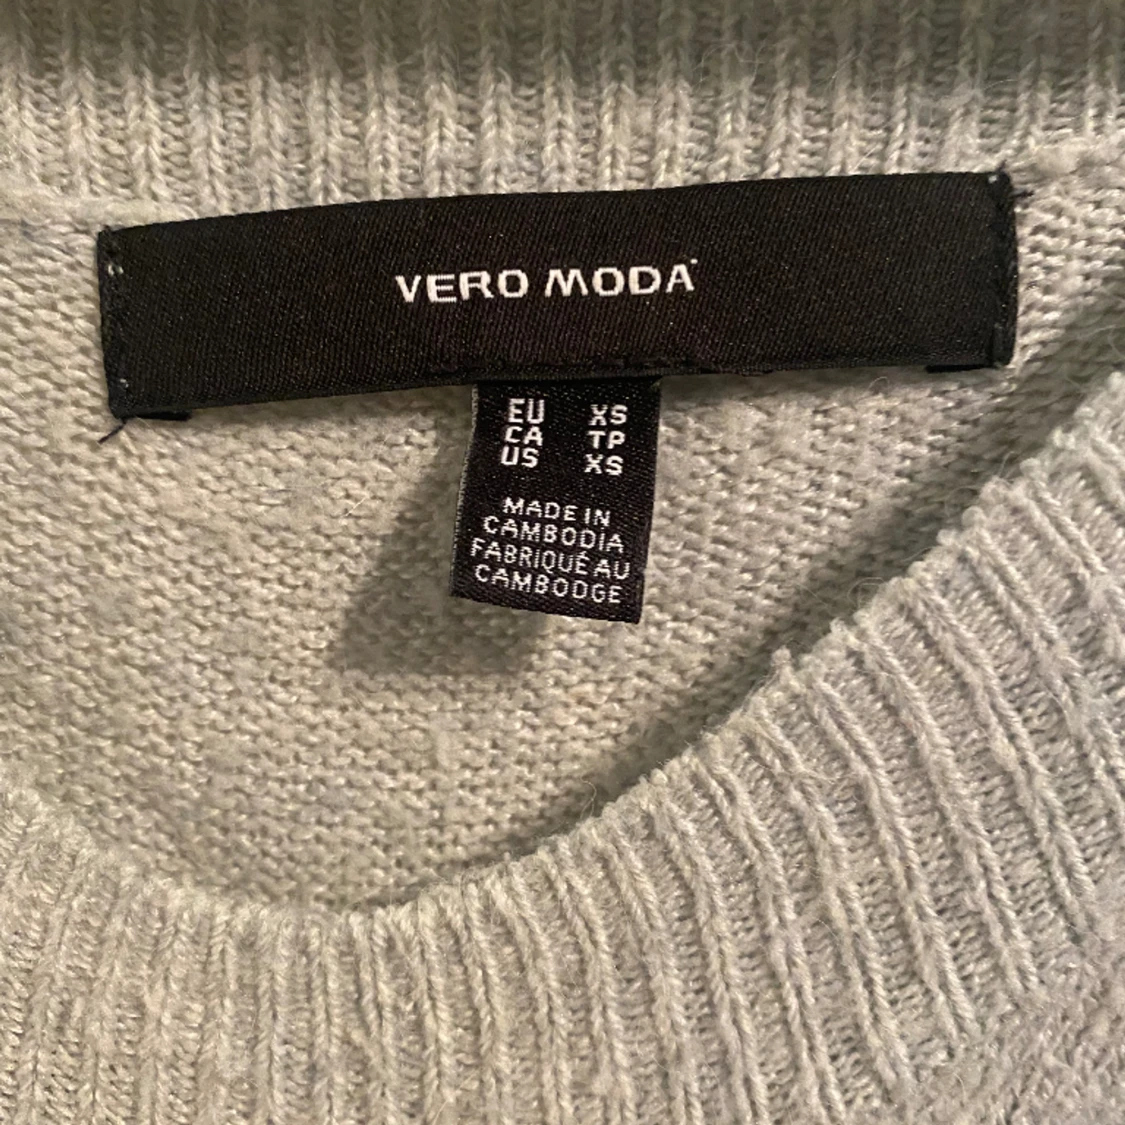 VERO MODA
EU XS
CA TP
US XS
MADE IN
CAMBODIA
FABRIQUÉ AU
CAMBODGE